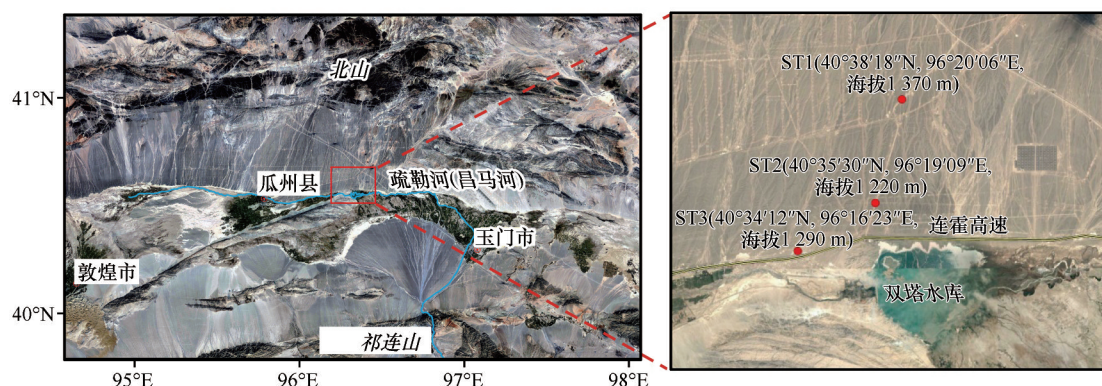 北山
41°N
瓜州县
疏勒河(昌马河)
玉门市
敦煌市
40°N
祁连山
95°E
96°E
97°E
98°E
ST1(40°38′18″N, 96°20′06″E,
海拔1 370 m)
ST2(40°35′30″N, 96°19′09″E,
海拔1 220 m)
ST3(40°34′12″N, 96°16′23″E,
海拔1 290 m)
连霍高速
双塔水库